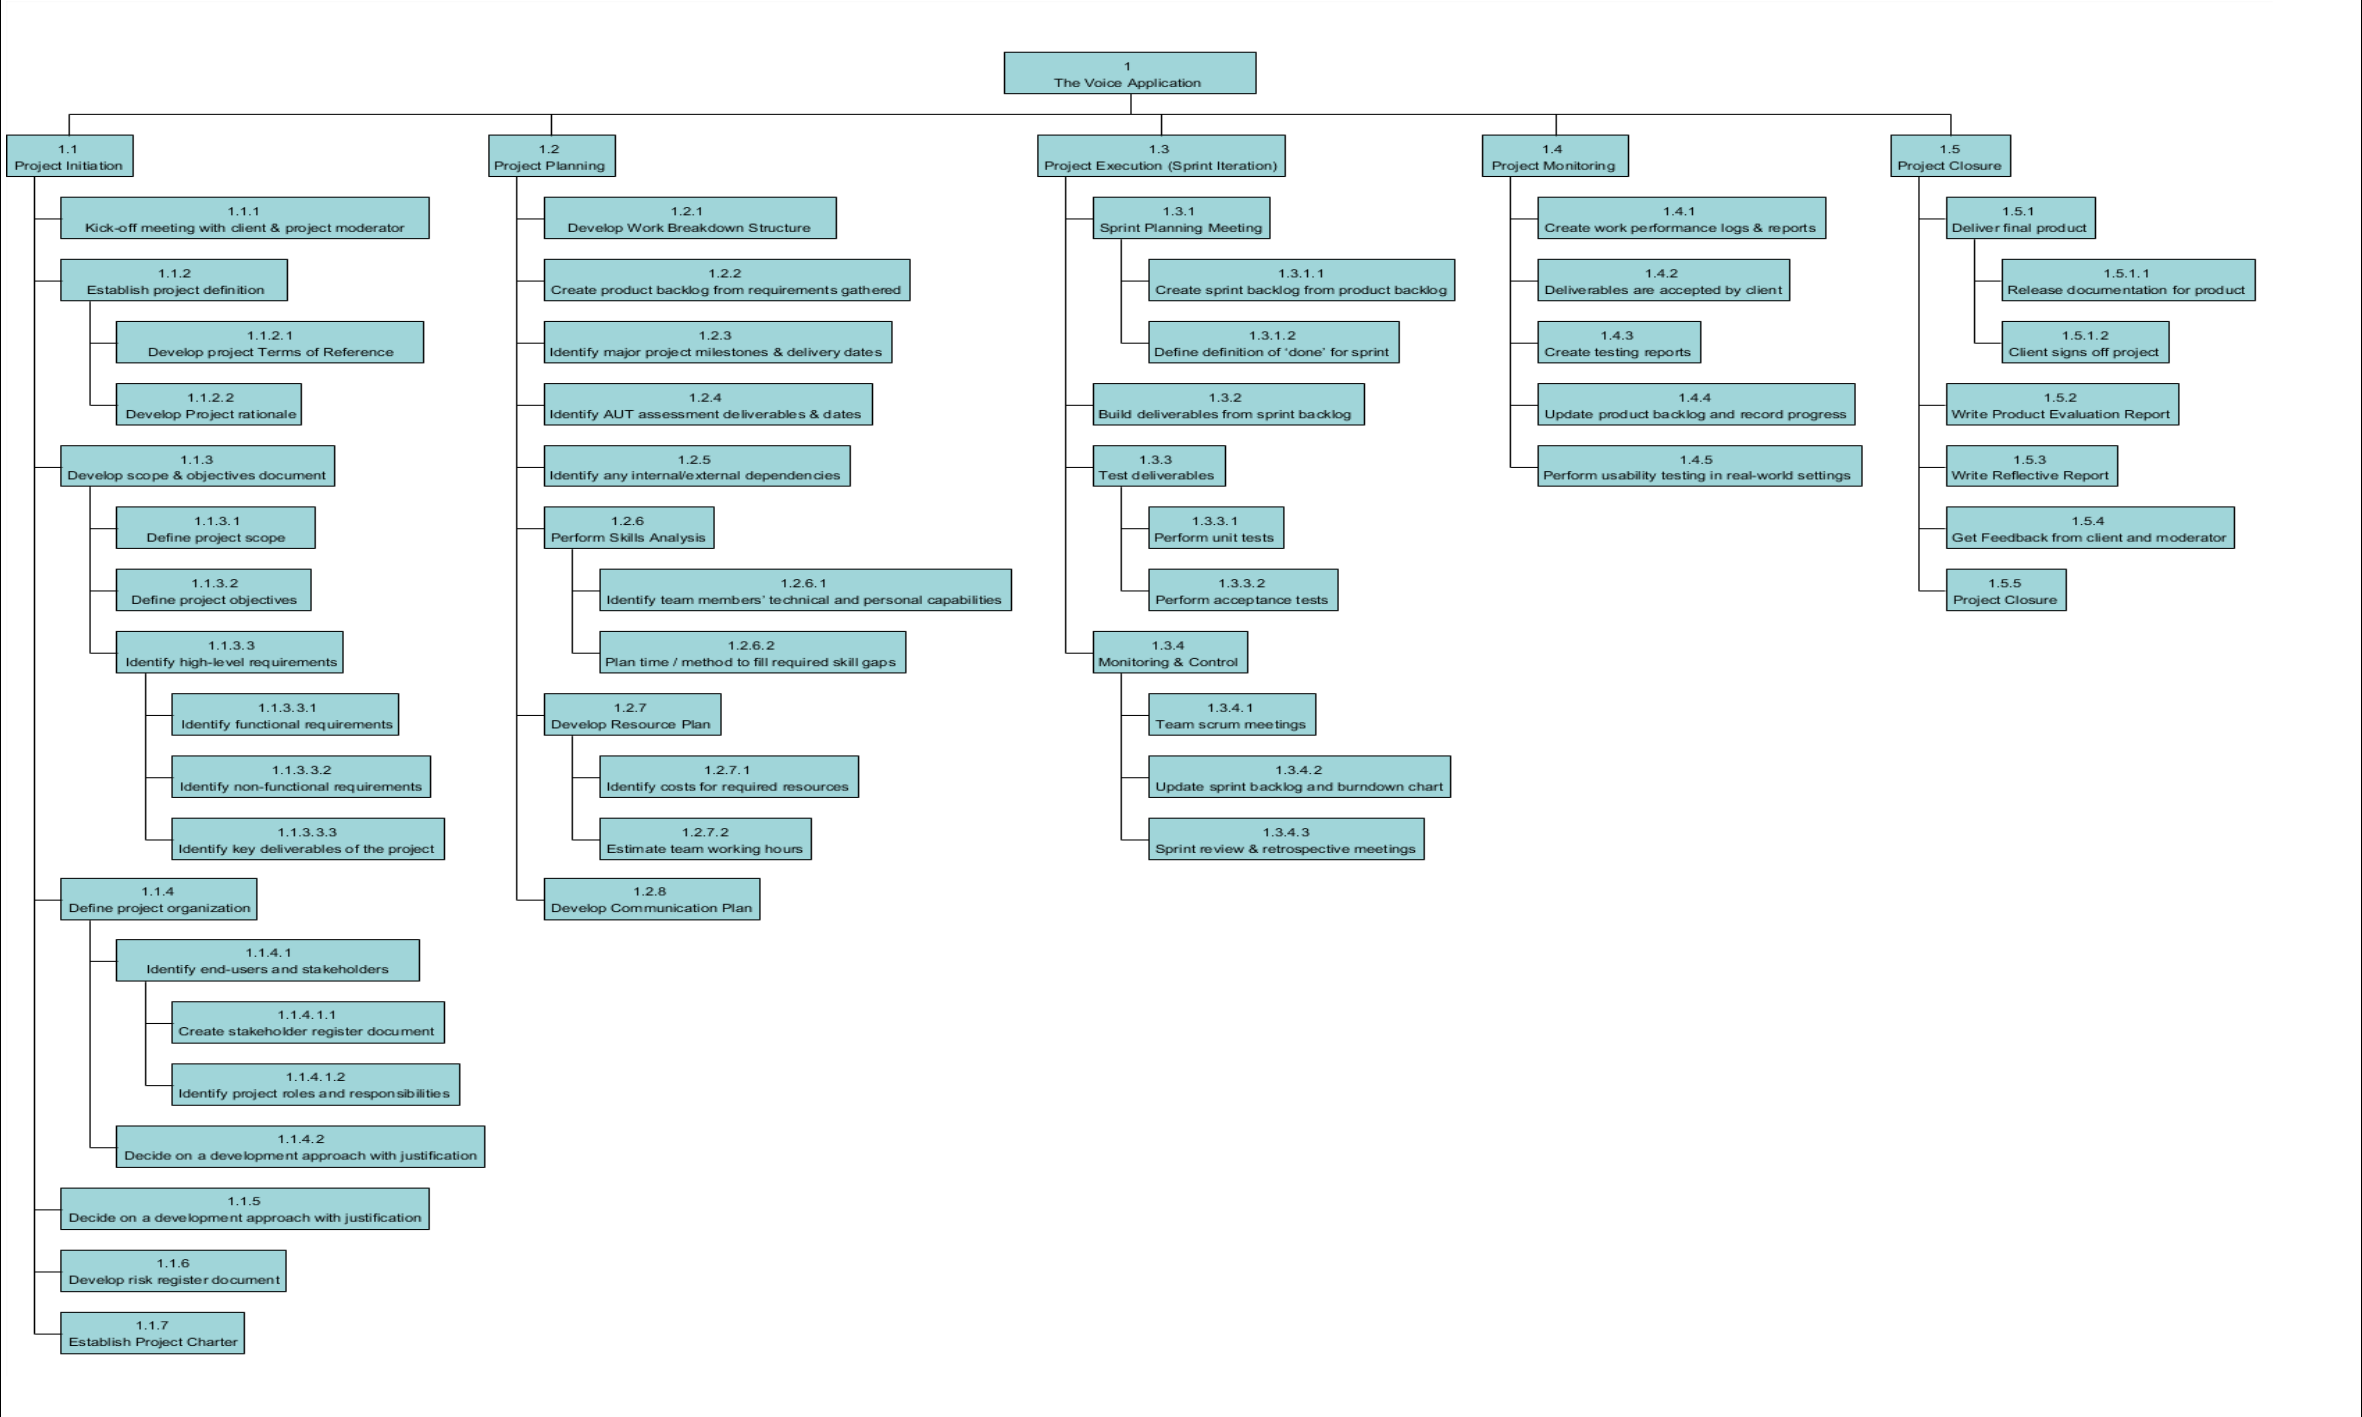 1
The Voice Application
1.1
Project Initiation
1.1.1
Kick-off meeting with client & project moderator
1.1.2
Establish project definition
1.1.2.1
Develop project Terms of Reference
1.1.2.2
Develop Project rationale
1.1.3
Develop scope & objectives document
1.1.3.1
Define project scope
1.1.3.2
Define project objectives
1.1.3.3
Identify high-level requirements
1.1.3.3.1
Identify functional requirements
1.1.3.3.2
Identify non-functional requirements
1.1.3.3.3
Identify key deliverables of the project
1.1.4
Define project organization
1.1.4.1
Identify end-users and stakeholders
1.1.4.1.1
Create stakeholder register document
1.1.4.1.2
Identify project roles and responsibilities
1.1.4.2
Decide on a development approach with justification
1.1.5
Decide on a development approach with justification
1.1.6
Develop risk register document
1.1.7
Establish Project Charter
1.2
Project Planning
1.2.1
Develop Work Breakdown Structure
1.2.2
Create product backlog from requirements gathered
1.2.3
Identify major project milestones & delivery dates
1.2.4
Identify AUT assessment deliverables & dates
1.2.5
Identify any internal/external dependencies
1.2.6
Perform Skills Analysis
1.2.6.1
Identify team members’ technical and personal capabilities
1.2.6.2
Plan time / method to fill required skill gaps
1.2.7
Develop Resource Plan
1.2.7.1
Identify costs for required resources
1.2.7.2
Estimate team working hours
1.2.8
Develop Communication Plan
1.3
Project Execution (Sprint Iteration)
1.3.1
Sprint Planning Meeting
1.3.1.1
Create sprint backlog from product backlog
1.3.1.2
Define definition of ‘done’ for sprint
1.3.2
Build deliverables from sprint backlog
1.3.3
Test deliverables
1.3.3.1
Perform unit tests
1.3.3.2
Perform acceptance tests
1.3.4
Monitoring & Control
1.3.4.1
Team scrum meetings
1.3.4.2
Update sprint backlog and burndown chart
1.3.4.3
Sprint review & retrospective meetings
1.4
Project Monitoring
1.4.1
Create work performance logs & reports
1.4.2
Deliverables are accepted by client
1.4.3
Create testing reports
1.4.4
Update product backlog and record progress
1.4.5
Perform usability testing in real-world settings
1.5
Project Closure
1.5.1
Deliver final product
1.5.1.1
Release documentation for product
1.5.1.2
Client signs off project
1.5.2
Write Product Evaluation Report
1.5.3
Write Reflective Report
1.5.4
Get Feedback from client and moderator
1.5.5
Project Closure